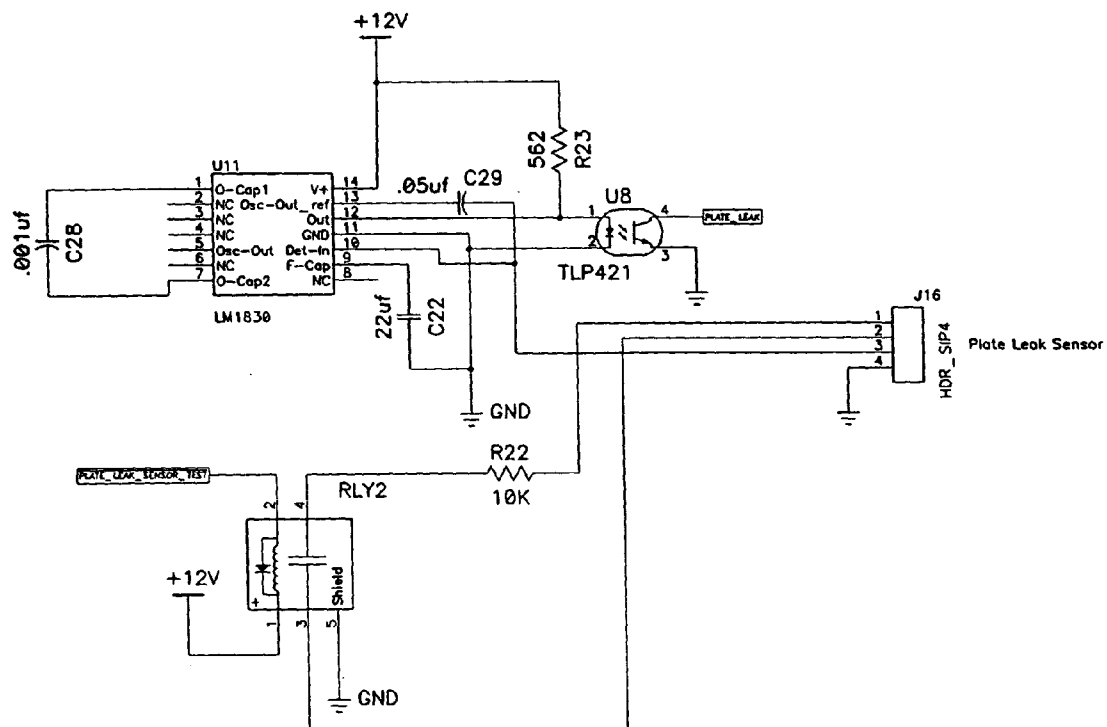 +12V
562
R23
U11
1 O-Cap1 V+ 14
2 NC Osc-Out_ref 13
3 NC Out 12
4 NC GND 11
5 Osc-Out Det-In 10
6 NC F-Cap 9
7 O-Cap2 NC 8
LM1830
.001uf
C28
.05uf C29
U8
1
2
4
3
PLATE_LEAK
TLP421
22uf
C22
GND
J16
1
2
3
4
HDR_SIP4
Plate Leak Sensor
R22
10K
PLATE_LEAK_SENSOR_TEST
RLY2
2
4
+12V
+
Shield
1
3
5
GND